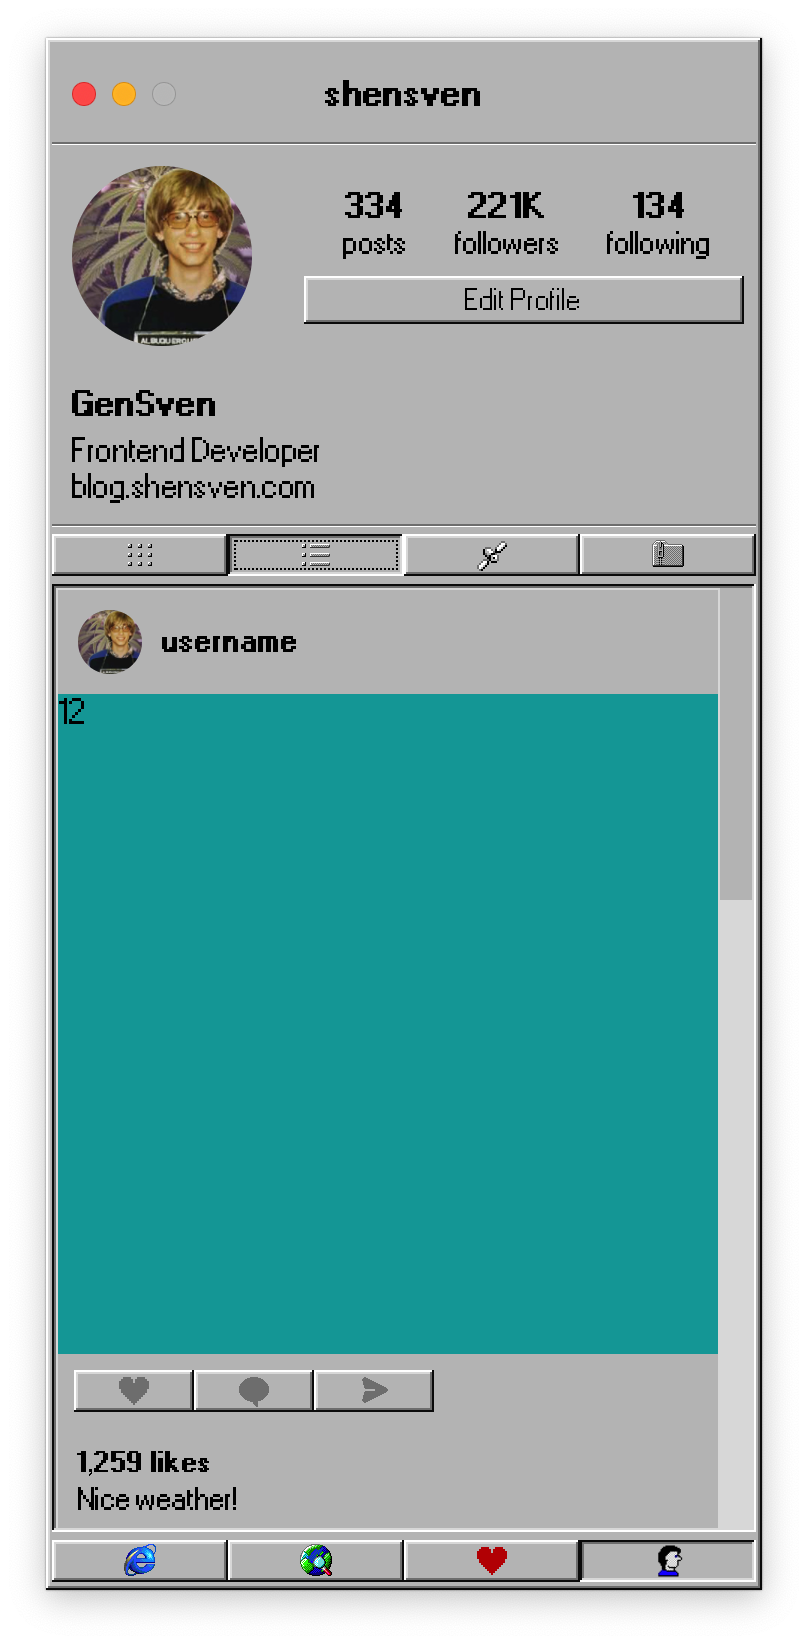 shensven
334 221K 134
posts followers following
Edit Profile
GenSven
Frontend Developer
blog.shensven.com
username
12
1,259 likes
Nice weather!